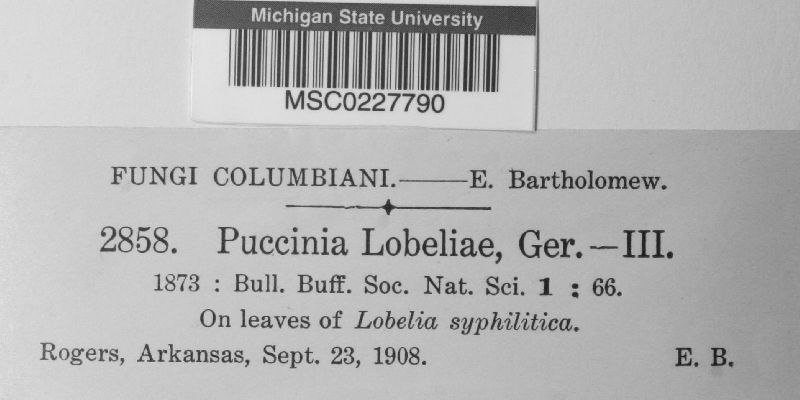 Michigan State University
MSC0227790
FUNGI COLUMBIANI.——E. Bartholomew.
2858. Puccinia Lobeliae, Ger.—III.
1873 : Bull. Buff. Soc. Nat. Sci. 1 : 66.
On leaves of Lobelia syphilitica.
Rogers, Arkansas, Sept. 23, 1908. E. B.